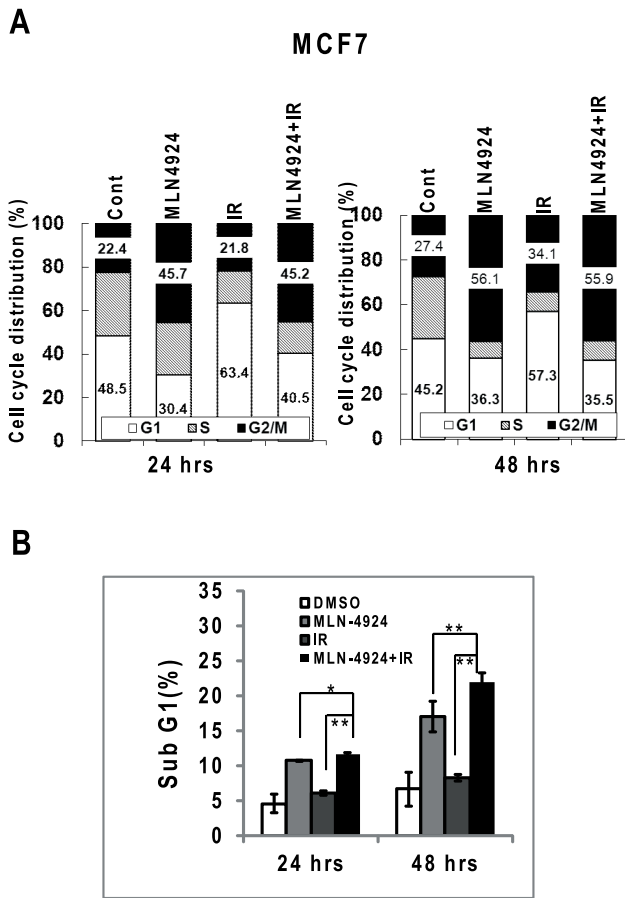 A
MCF7
Cont
MLN4924
IR
MLN4924+IR
Cell cycle distribution (%)
100
80
60
40
20
0
22.4
45.7
21.8
45.2
48.5
30.4
63.4
40.5
G1 S G2/M
24 hrs
Cont
MLN4924
IR
MLN4924+IR
Cell cycle distribution (%)
100
80
60
40
20
0
27.4
56.1
34.1
55.9
45.2
36.3
57.3
35.5
G1 S G2/M
48 hrs
B
Sub G1(%)
35
30
25
20
15
10
5
0
DMSO
MLN-4924
IR
MLN-4924+IR
*
**
**
**
24 hrs
48 hrs